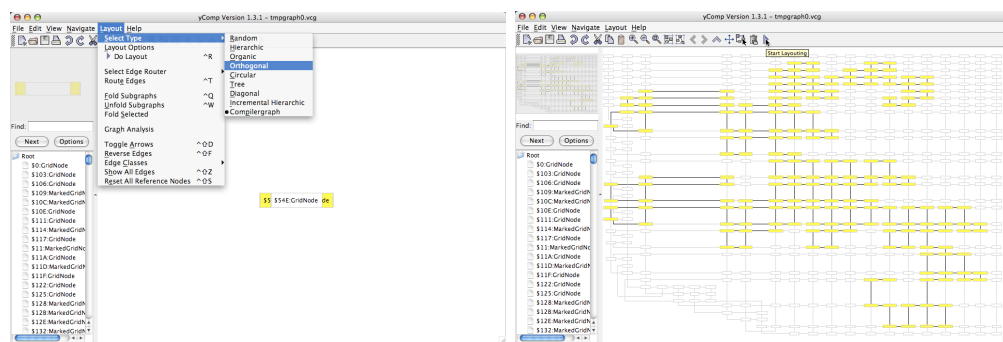 yComp Version 1.3.1 – tmpgraph0.vcg
File Edit View Navigate Layout Help
Select Type
Layout Options
Do Layout ^R
Select Edge Router
Route Edges ^T
Fold Subgraphs ^Q
Unfold Subgraphs ^W
Fold Selected
Graph Analysis
Toggle Arrows ^⇧D
Reverse Edges ^⇧F
Edge Classes
Show All Edges ^⇧Z
Reset All Reference Nodes ^⇧S
Random
Hierarchic
Organic
Orthogonal
Circular
Tree
Diagonal
Incremental Hierarchic
Compilergraph
Find:
Next Options
Root
$0:GridNode
$103:GridNode
$106:GridNode
$109:MarkedGridN
$10C:MarkedGridN
$10E:GridNode
$111:GridNode
$114:MarkedGridN
$117:GridNode
$11:MarkedGridNo
$11A:GridNode
$11D:MarkedGridN
$11F:GridNode
$122:GridNode
$125:GridNode
$128:MarkedGridN
$12B:MarkedGridN
$12E:MarkedGridN
$132:MarkedGridN
$5 $54E:GridNode de
yComp Version 1.3.1 – tmpgraph0.vcg
File Edit View Navigate Layout Help
Start Layouting
Find:
Next Options
Root
$0:GridNode
$103:GridNode
$106:GridNode
$109:MarkedGridN
$10C:MarkedGridN
$10E:GridNode
$111:GridNode
$114:MarkedGridN
$117:GridNode
$11:MarkedGridNo
$11A:GridNode
$11D:MarkedGridN
$11F:GridNode
$122:GridNode
$125:GridNode
$128:MarkedGridN
$12B:MarkedGridN
$12E:MarkedGridN
$132:MarkedGridN